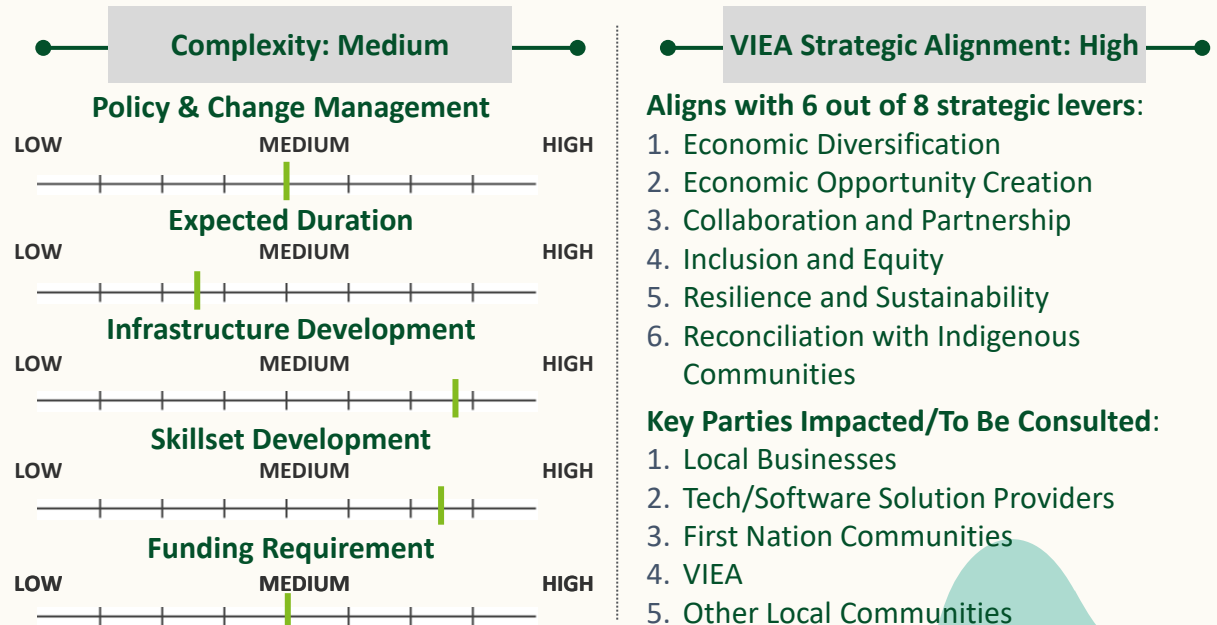 Complexity: Medium
Policy & Change Management
LOW MEDIUM HIGH
Expected Duration
LOW MEDIUM HIGH
Infrastructure Development
LOW MEDIUM HIGH
Skillset Development
LOW MEDIUM HIGH
Funding Requirement
LOW MEDIUM HIGH
VIEA Strategic Alignment: High
Aligns with 6 out of 8 strategic levers:
1. Economic Diversification
2. Economic Opportunity Creation
3. Collaboration and Partnership
4. Inclusion and Equity
5. Resilience and Sustainability
6. Reconciliation with Indigenous
Communities
Key Parties Impacted/To Be Consulted:
1. Local Businesses
2. Tech/Software Solution Providers
3. First Nation Communities
4. VIEA
5. Other Local Communities